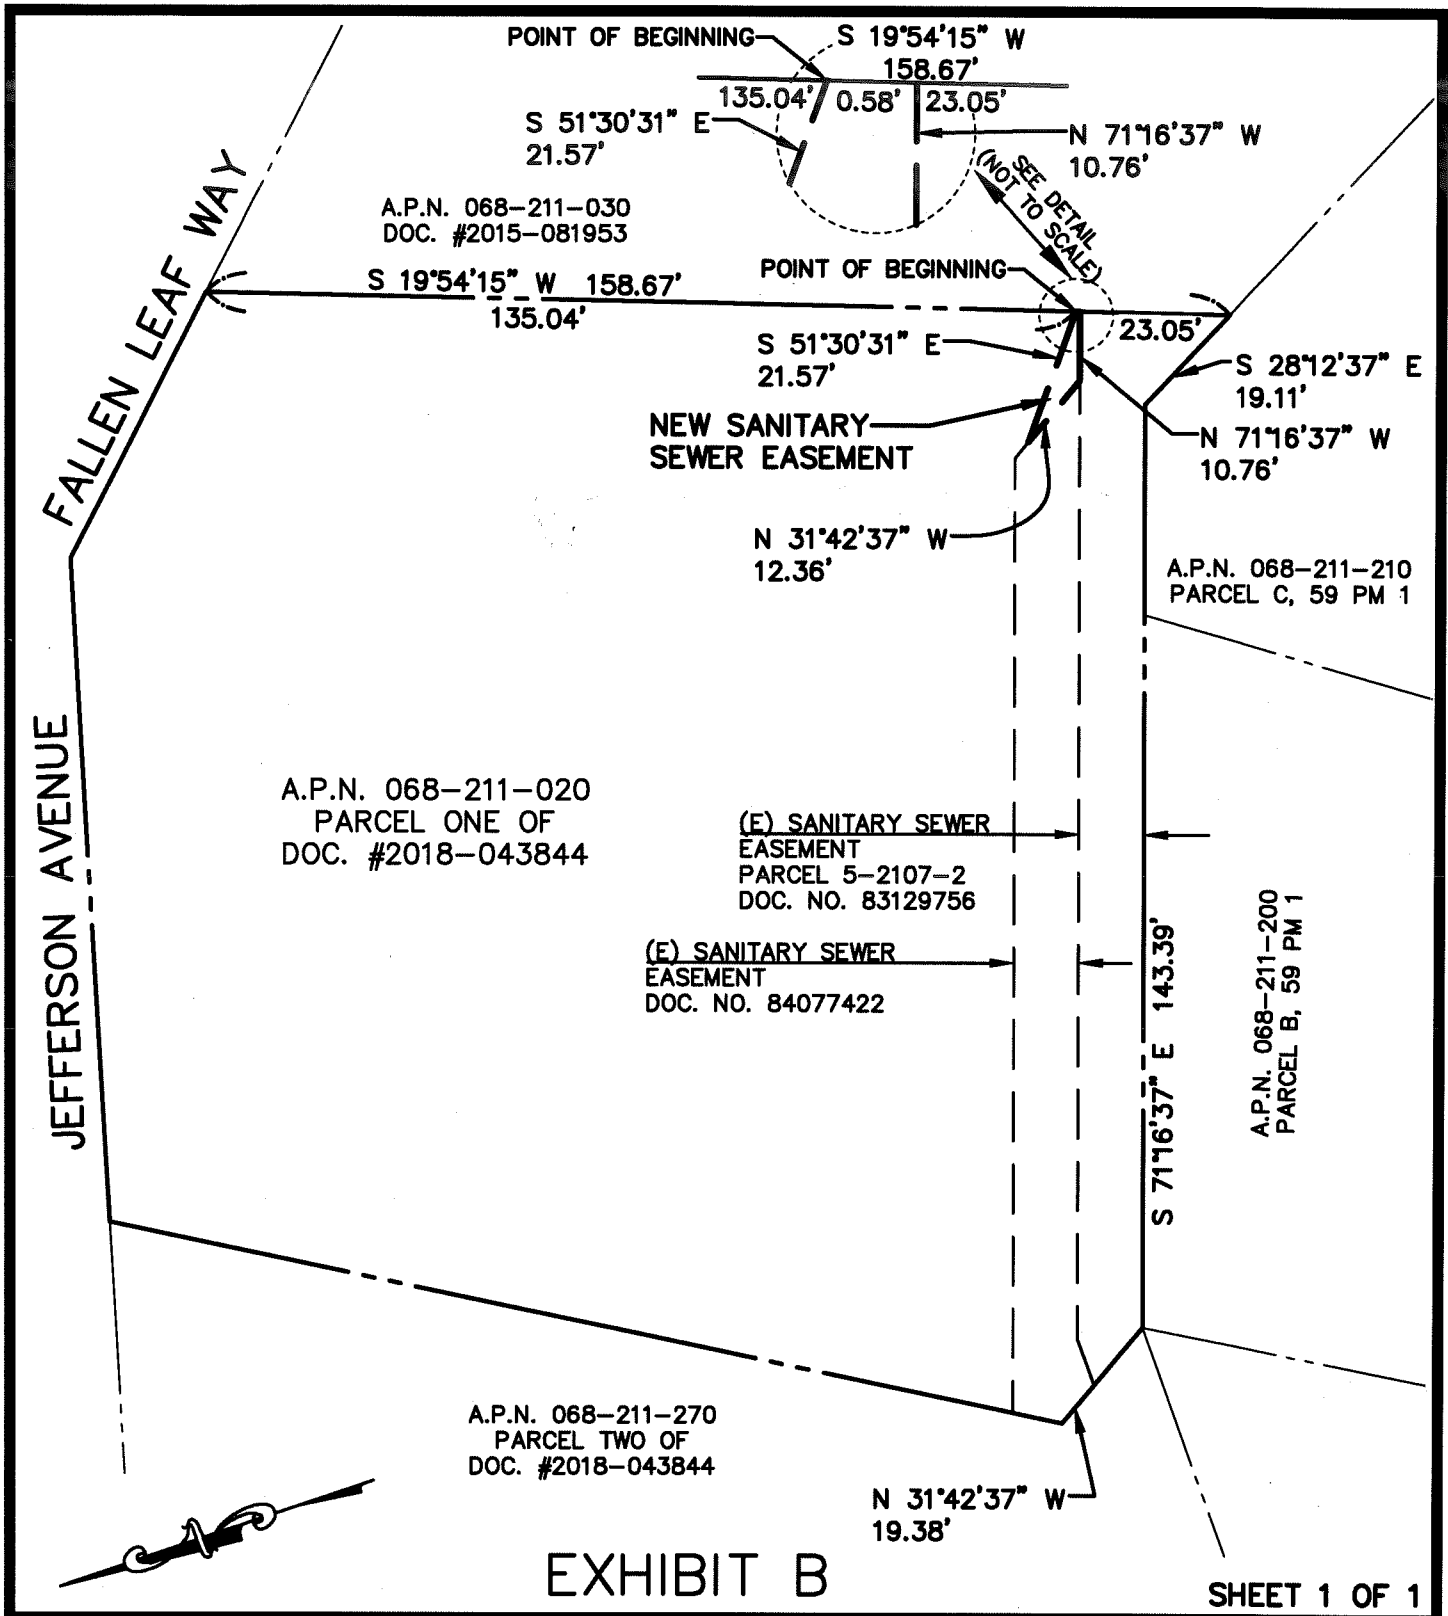 POINT OF BEGINNING
S 19°54'15" W
158.67'
135.04'
0.58'
23.05'
S 51°30'31" E
21.57'
N 71°16'37" W
10.76'
SEE DETAIL
(NOT TO SCALE)
A.P.N. 068-211-030
DOC. #2015-081953
FALLEN LEAF WAY
S 19°54'15" W 158.67'
135.04'
POINT OF BEGINNING
23.05'
S 51°30'31" E
21.57'
S 28°12'37" E
19.11'
NEW SANITARY
SEWER EASEMENT
N 71°16'37" W
10.76'
N 31°42'37" W
12.36'
A.P.N. 068-211-210
PARCEL C, 59 PM 1
JEFFERSON AVENUE
A.P.N. 068-211-020
PARCEL ONE OF
DOC. #2018-043844
(E) SANITARY SEWER
EASEMENT
PARCEL 5-2107-2
DOC. NO. 83129756
(E) SANITARY SEWER
EASEMENT
DOC. NO. 84077422
S 71°16'37" E 143.39'
A.P.N. 068-211-200
PARCEL B, 59 PM 1
A.P.N. 068-211-270
PARCEL TWO OF
DOC. #2018-043844
N 31°42'37" W
19.38'
EXHIBIT B
SHEET 1 OF 1